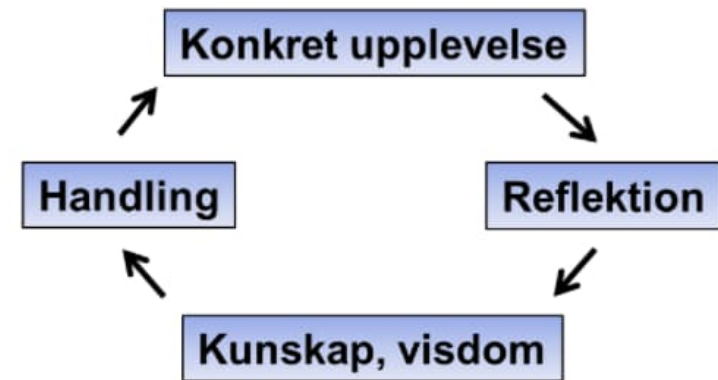 Konkret upplevelse
Handling
Reflektion
Kunskap, visdom